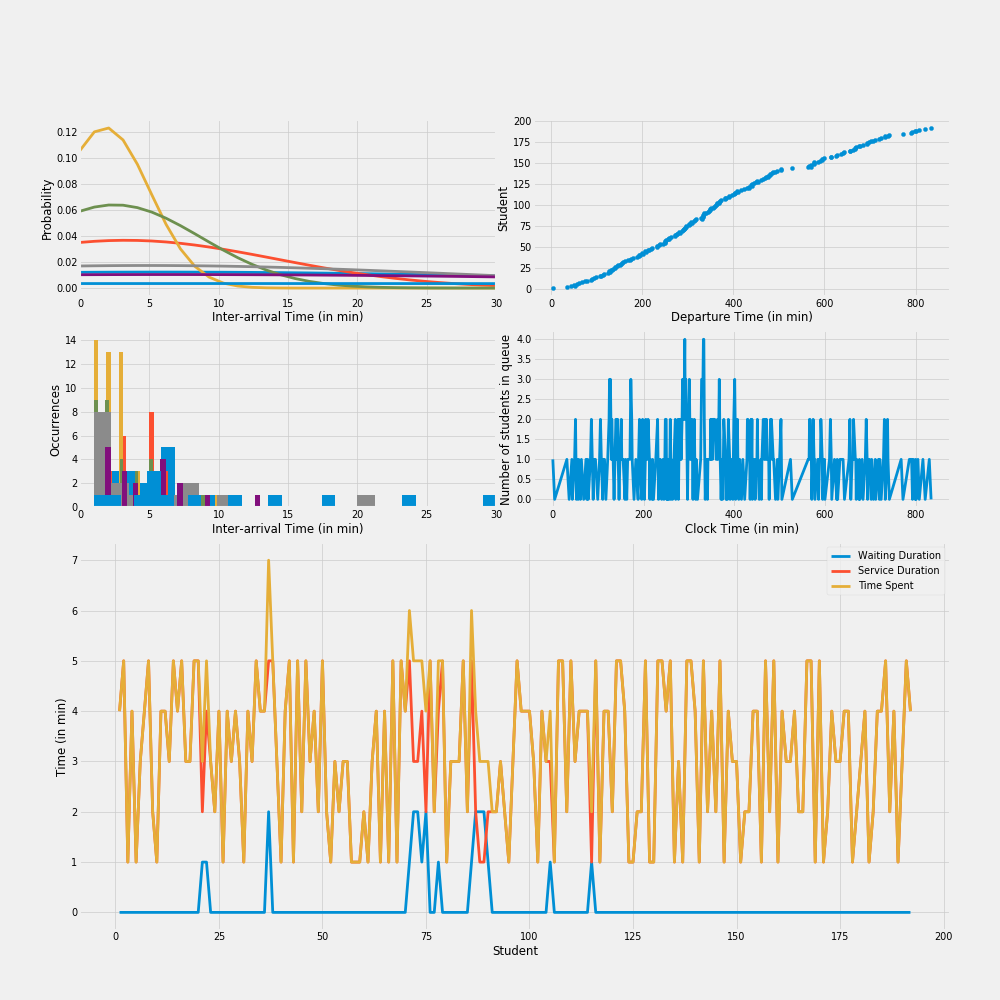 0.12
0.10
0.08
0.06
0.04
0.02
0.00
Probability
0 5 10 15 20 25 30
Inter-arrival Time (in min)
200
175
150
125
100
75
50
25
0
Student
0 200 400 600 800
Departure Time (in min)
14
12
10
8
6
4
2
0
Occurrences
0 5 10 15 20 25 30
Inter-arrival Time (in min)
4.0
3.5
3.0
2.5
2.0
1.5
1.0
0.5
0.0
Number of students in queue
0 200 400 600 800
Clock Time (in min)
7
6
5
4
3
2
1
0
Time (in min)
Waiting Duration
Service Duration
Time Spent
0 25 50 75 100 125 150 175 200
Student